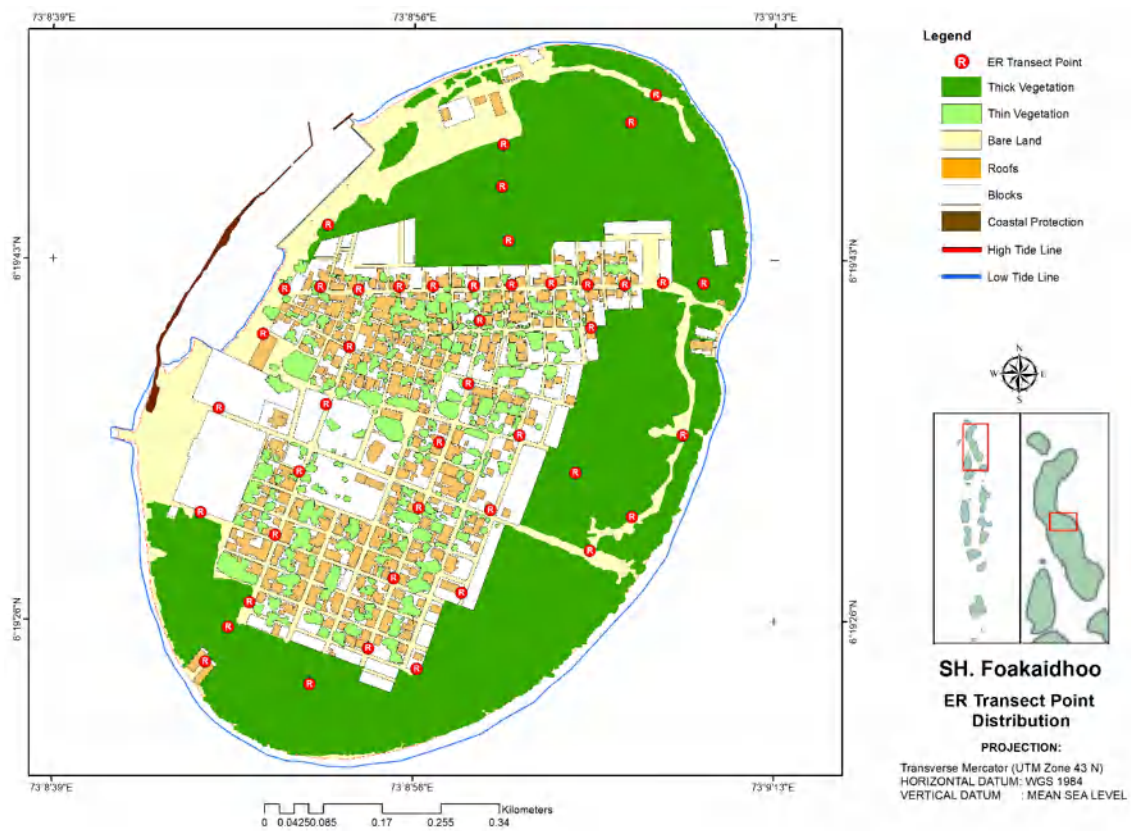 73°8'39"E 73°8'56"E 73°9'13"E
6°19'43"N 6°19'43"N
6°19'26"N 6°19'26"N
73°8'39"E 73°8'56"E 73°9'13"E
R R R R R R R R R R R R R R R R R R R R R R R R R R R R R R R R R R R R R R R R R R
Kilometers
0 0.04250.085 0.17 0.255 0.34
Legend
R ER Transect Point
Thick Vegetation
Thin Vegetation
Bare Land
Roofs
Blocks
Coastal Protection
High Tide Line
Low Tide Line
N
W E
S
SH. Foakaidhoo
ER Transect Point
Distribution
PROJECTION:
Transverse Mercator (UTM Zone 43 N)
HORIZONTAL DATUM: WGS 1984
VERTICAL DATUM : MEAN SEA LEVEL